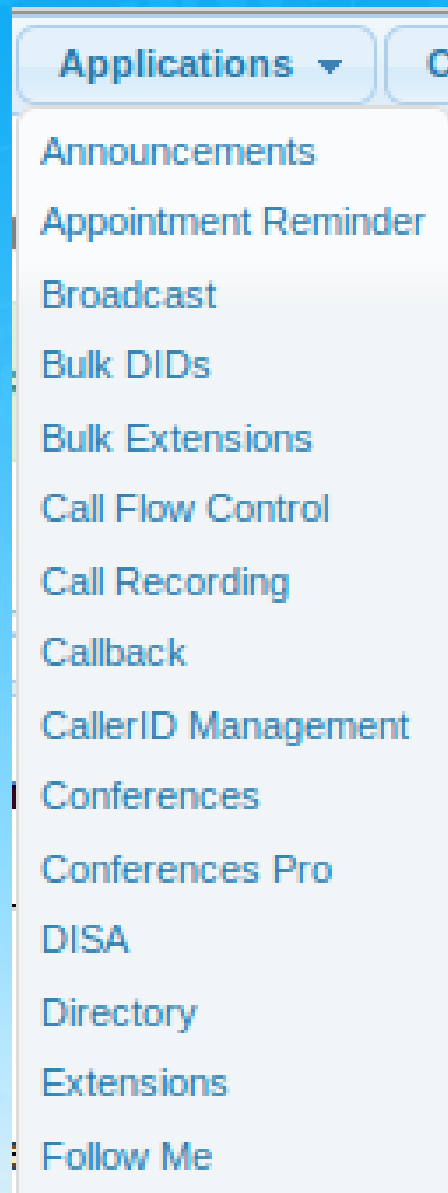 Applications
Announcements
Appointment Reminder
Broadcast
Bulk DIDs
Bulk Extensions
Call Flow Control
Call Recording
Callback
CallerID Management
Conferences
Conferences Pro
DISA
Directory
Extensions
Follow Me